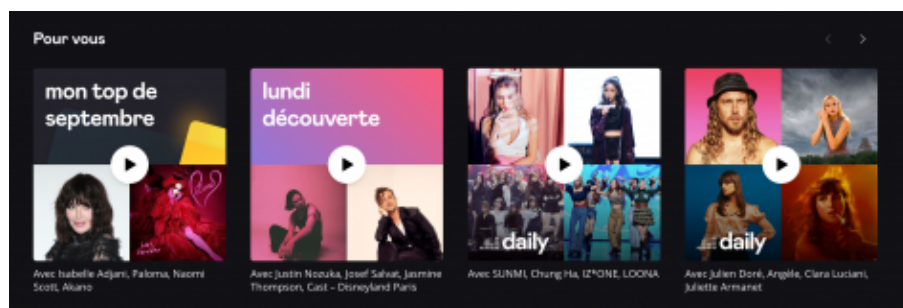 Pour vous
mon top de
septembre
lundi
découverte
daily
daily
Avec Isabelle Adjani, Paloma, Naomi
Scott, Akano
Avec Justin Nozuka, Josef Salvat, Jasmine
Thompson, Cast – Disneyland Paris
Avec SUNMI, Chung Ha, IZ*ONE, LOONA
Avec Julien Doré, Angèle, Clara Luciani,
Juliette Armanet